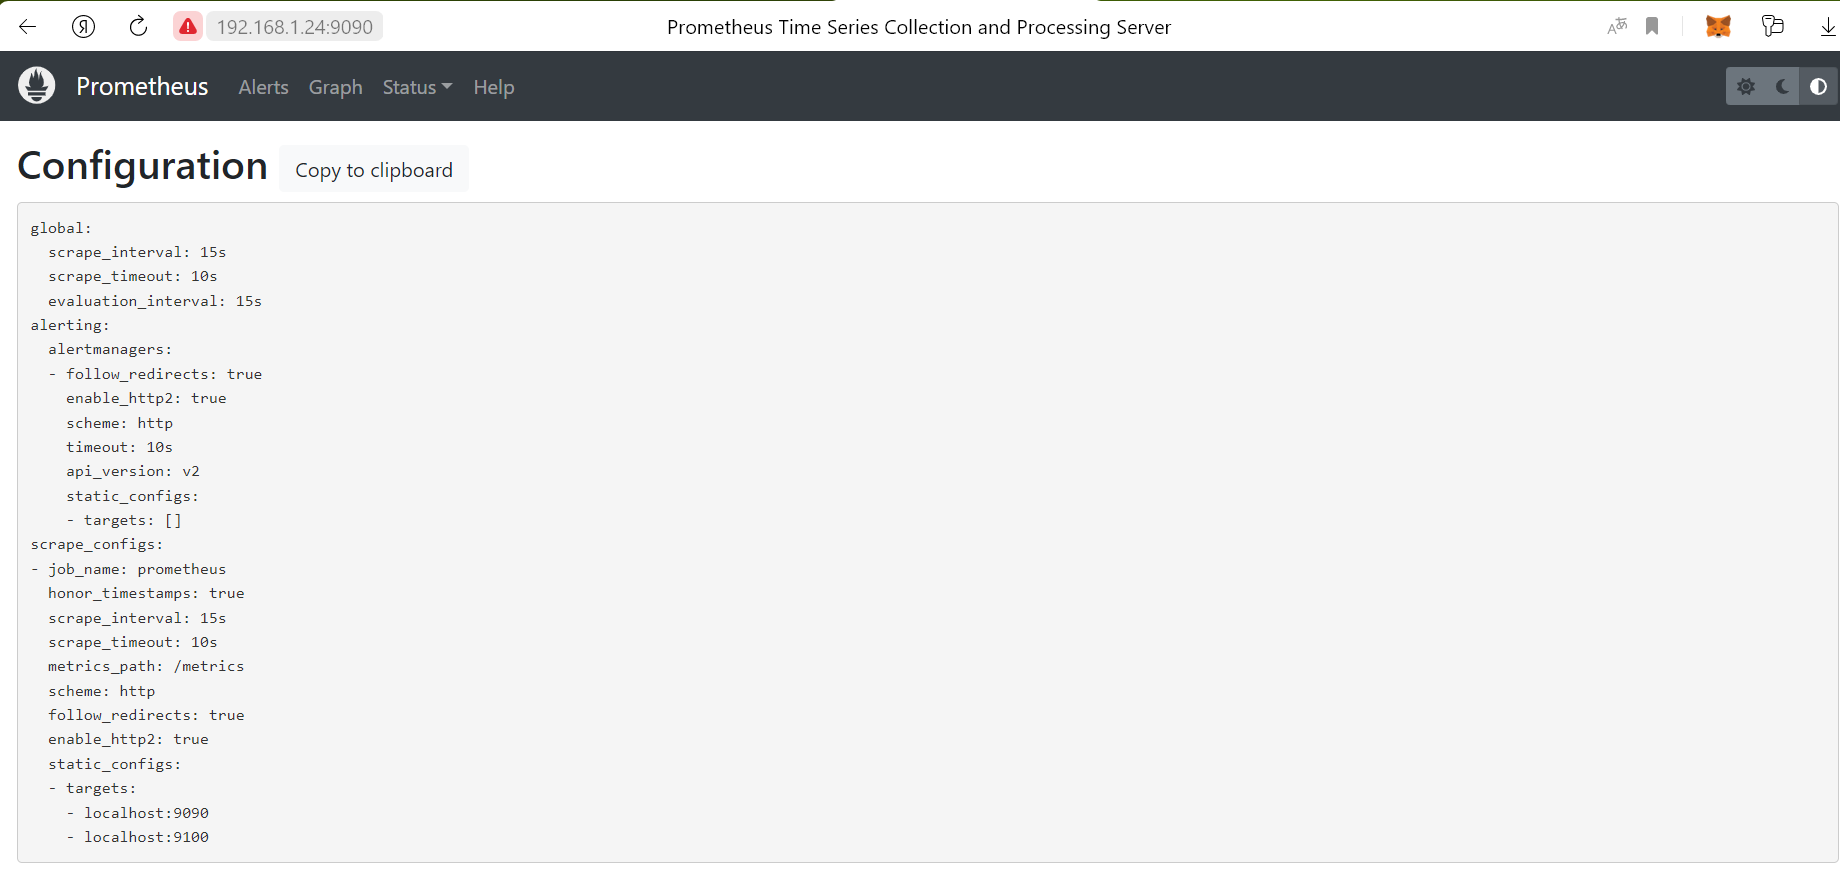 Я
192.168.1.24:9090
Prometheus Time Series Collection and Processing Server
Prometheus Alerts Graph Status Help
Configuration Copy to clipboard
global:
  scrape_interval: 15s
  scrape_timeout: 10s
  evaluation_interval: 15s
alerting:
  alertmanagers:
  - follow_redirects: true
    enable_http2: true
    scheme: http
    timeout: 10s
    api_version: v2
    static_configs:
    - targets: []
scrape_configs:
- job_name: prometheus
  honor_timestamps: true
  scrape_interval: 15s
  scrape_timeout: 10s
  metrics_path: /metrics
  scheme: http
  follow_redirects: true
  enable_http2: true
  static_configs:
  - targets:
    - localhost:9090
    - localhost:9100